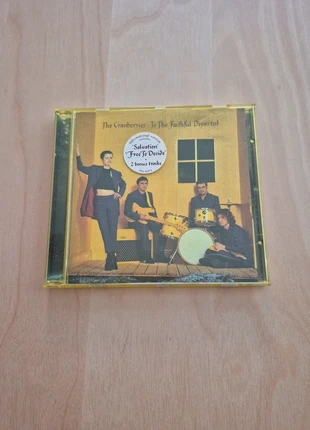 The Cranberries - To The Faithful Departed
'Salvation'
'Free To Decide'
2 bonus tracks